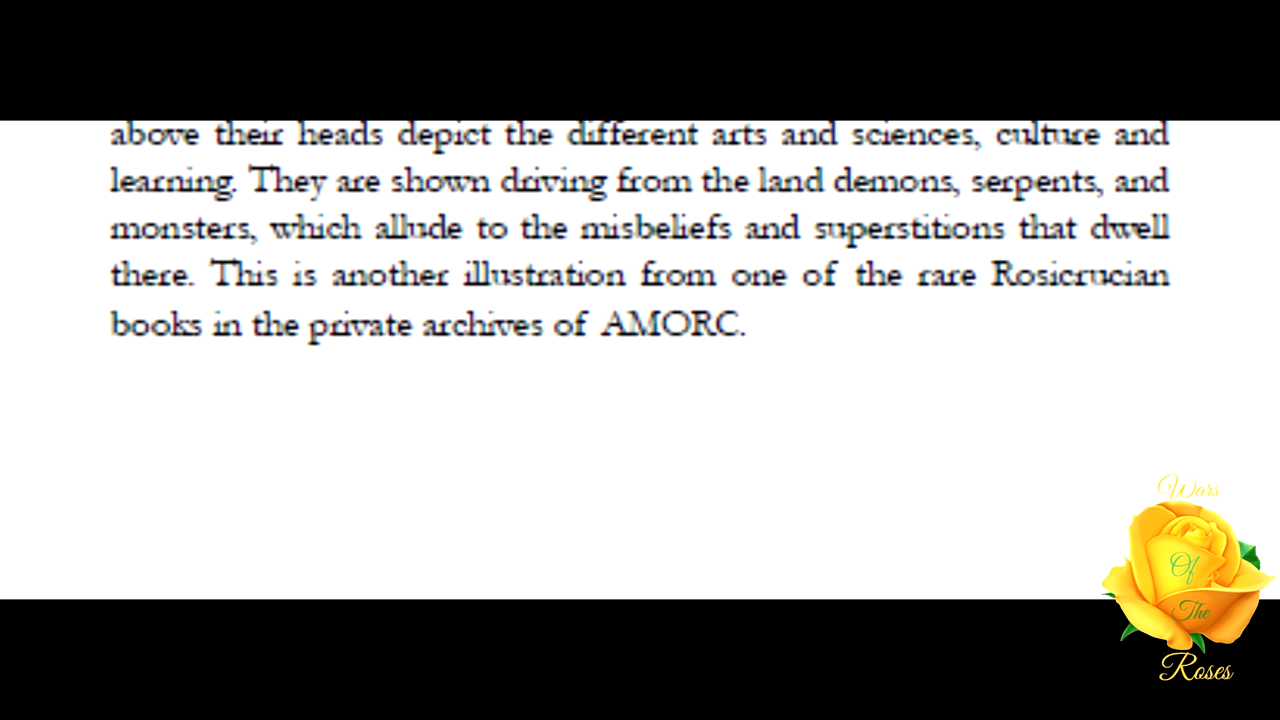 above their heads depict the different arts and sciences, culture and
learning. They are shown driving from the land demons, serpents, and
monsters, which allude to the misbeliefs and superstitions that dwell
there. This is another illustration from one of the rare Rosicrucian
books in the private archives of AMORC.
Wars
Of
The
Roses